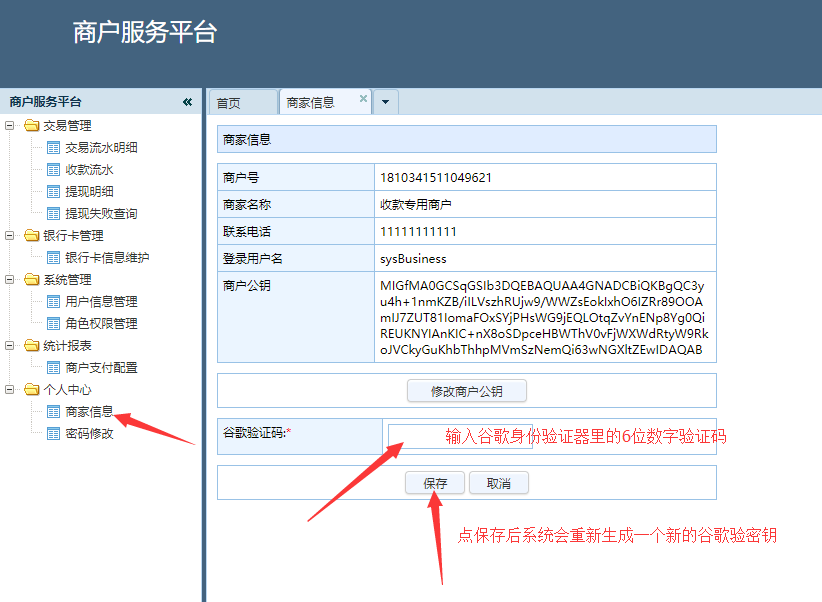 商户服务平台
商户服务平台
交易管理
交易流水明细
收款流水
提现明细
提现失败查询
银行卡管理
银行卡信息维护
系统管理
用户信息管理
角色权限管理
统计报表
商户支付配置
个人中心
商家信息
密码修改
首页
商家信息
商家信息
商户号 1810341511049621
商家名称 收款专用商户
联系电话 11111111111
登录用户名 sysBusiness
商户公钥
MIGfMA0GCSqGSIb3DQEBAQUAA4GNADCBiQKBgQC3y
u4h+1nmKZB/iILVszhRUjw9/WWZsEokIxhO6IZRr89OOA
mIJ7ZUT81IomaFOxSYjPHsWG9jEQLOtqZvYnENp8Yg0Qi
REUKNYIAnKIC+nX8oSDpceHBWThV0vFjWXWdRtyW9Rk
oJVCkyGuKhbThhpMVmSzNemQi63wNGXltZEwIDAQAB
修改商户公钥
谷歌验证码:*
输入谷歌身份验证器里的6位数字验证码
保存 取消
点保存后系统会重新生成一个新的谷歌验密钥